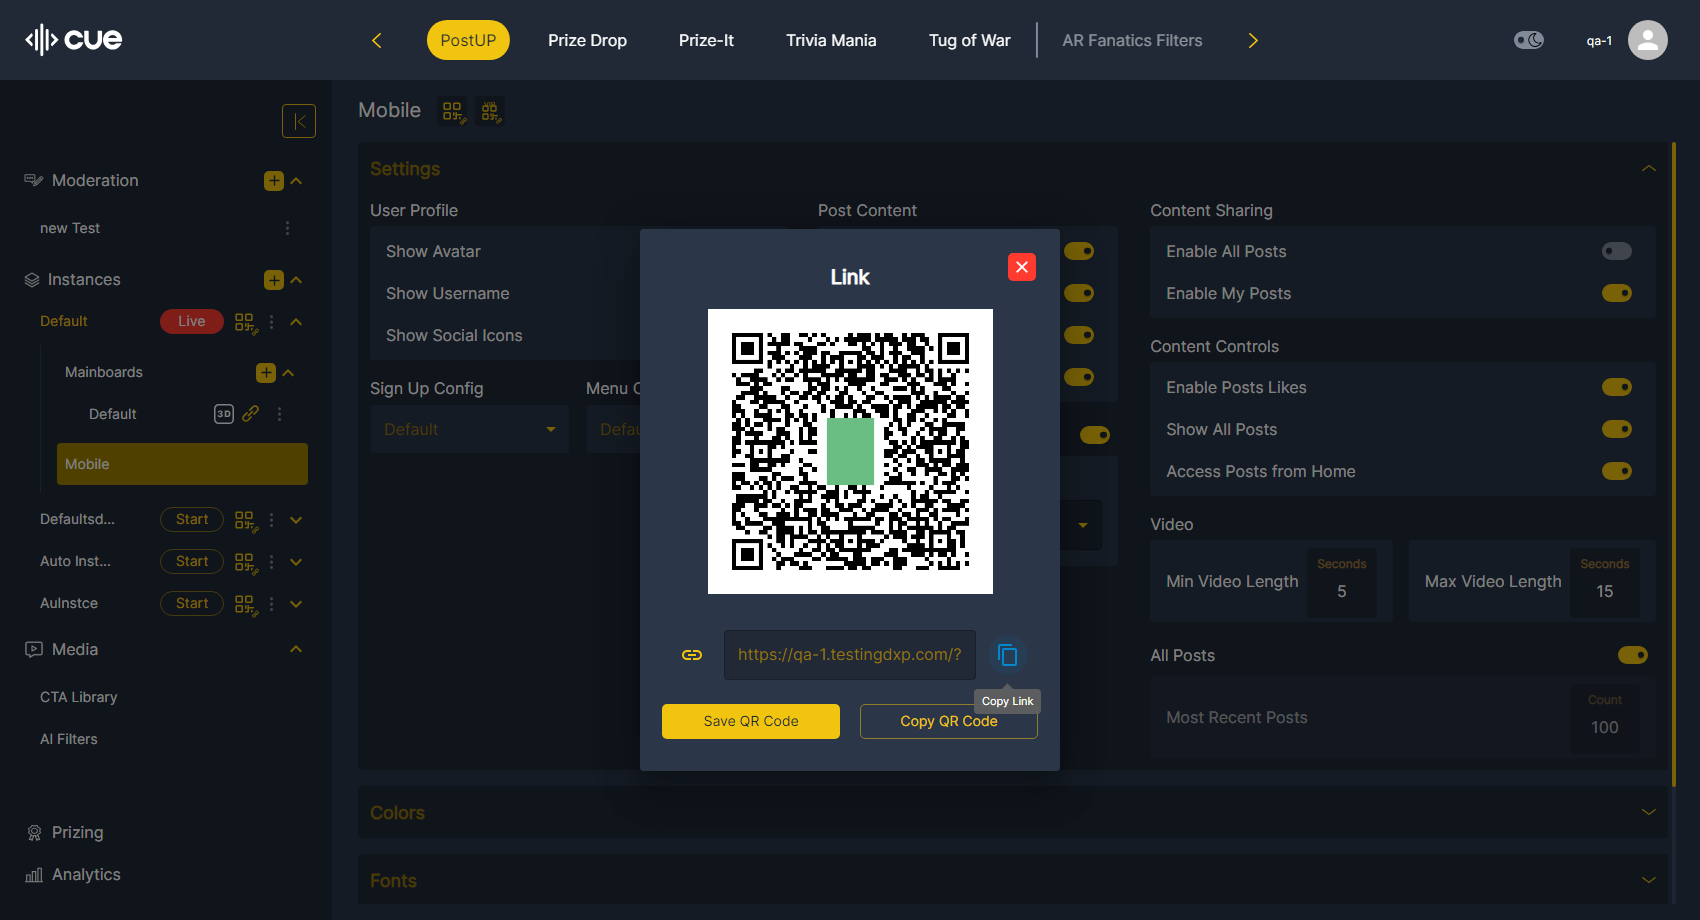 cue
PostUP
Prize Drop
Prize-It
Trivia Mania
Tug of War
AR Fanatics Filters
qa-1
Moderation
new Test
Instances
Default
Live
Mainboards
Default
3D
Mobile
Defaultsd...
Start
Auto Inst...
Start
AuInstce
Start
Media
CTA Library
AI Filters
Prizing
Analytics
Mobile
Settings
User Profile
Show Avatar
Show Username
Show Social Icons
Sign Up Config
Default
Menu
Post Content
Content Sharing
Enable All Posts
Enable My Posts
Content Controls
Enable Posts Likes
Show All Posts
Access Posts from Home
Video
Min Video Length
Seconds
5
Max Video Length
Seconds
15
All Posts
Most Recent Posts
Count
100
Colors
Fonts
Link
https://qa-1.testingdxp.com/?
Copy Link
Save QR Code
Copy QR Code